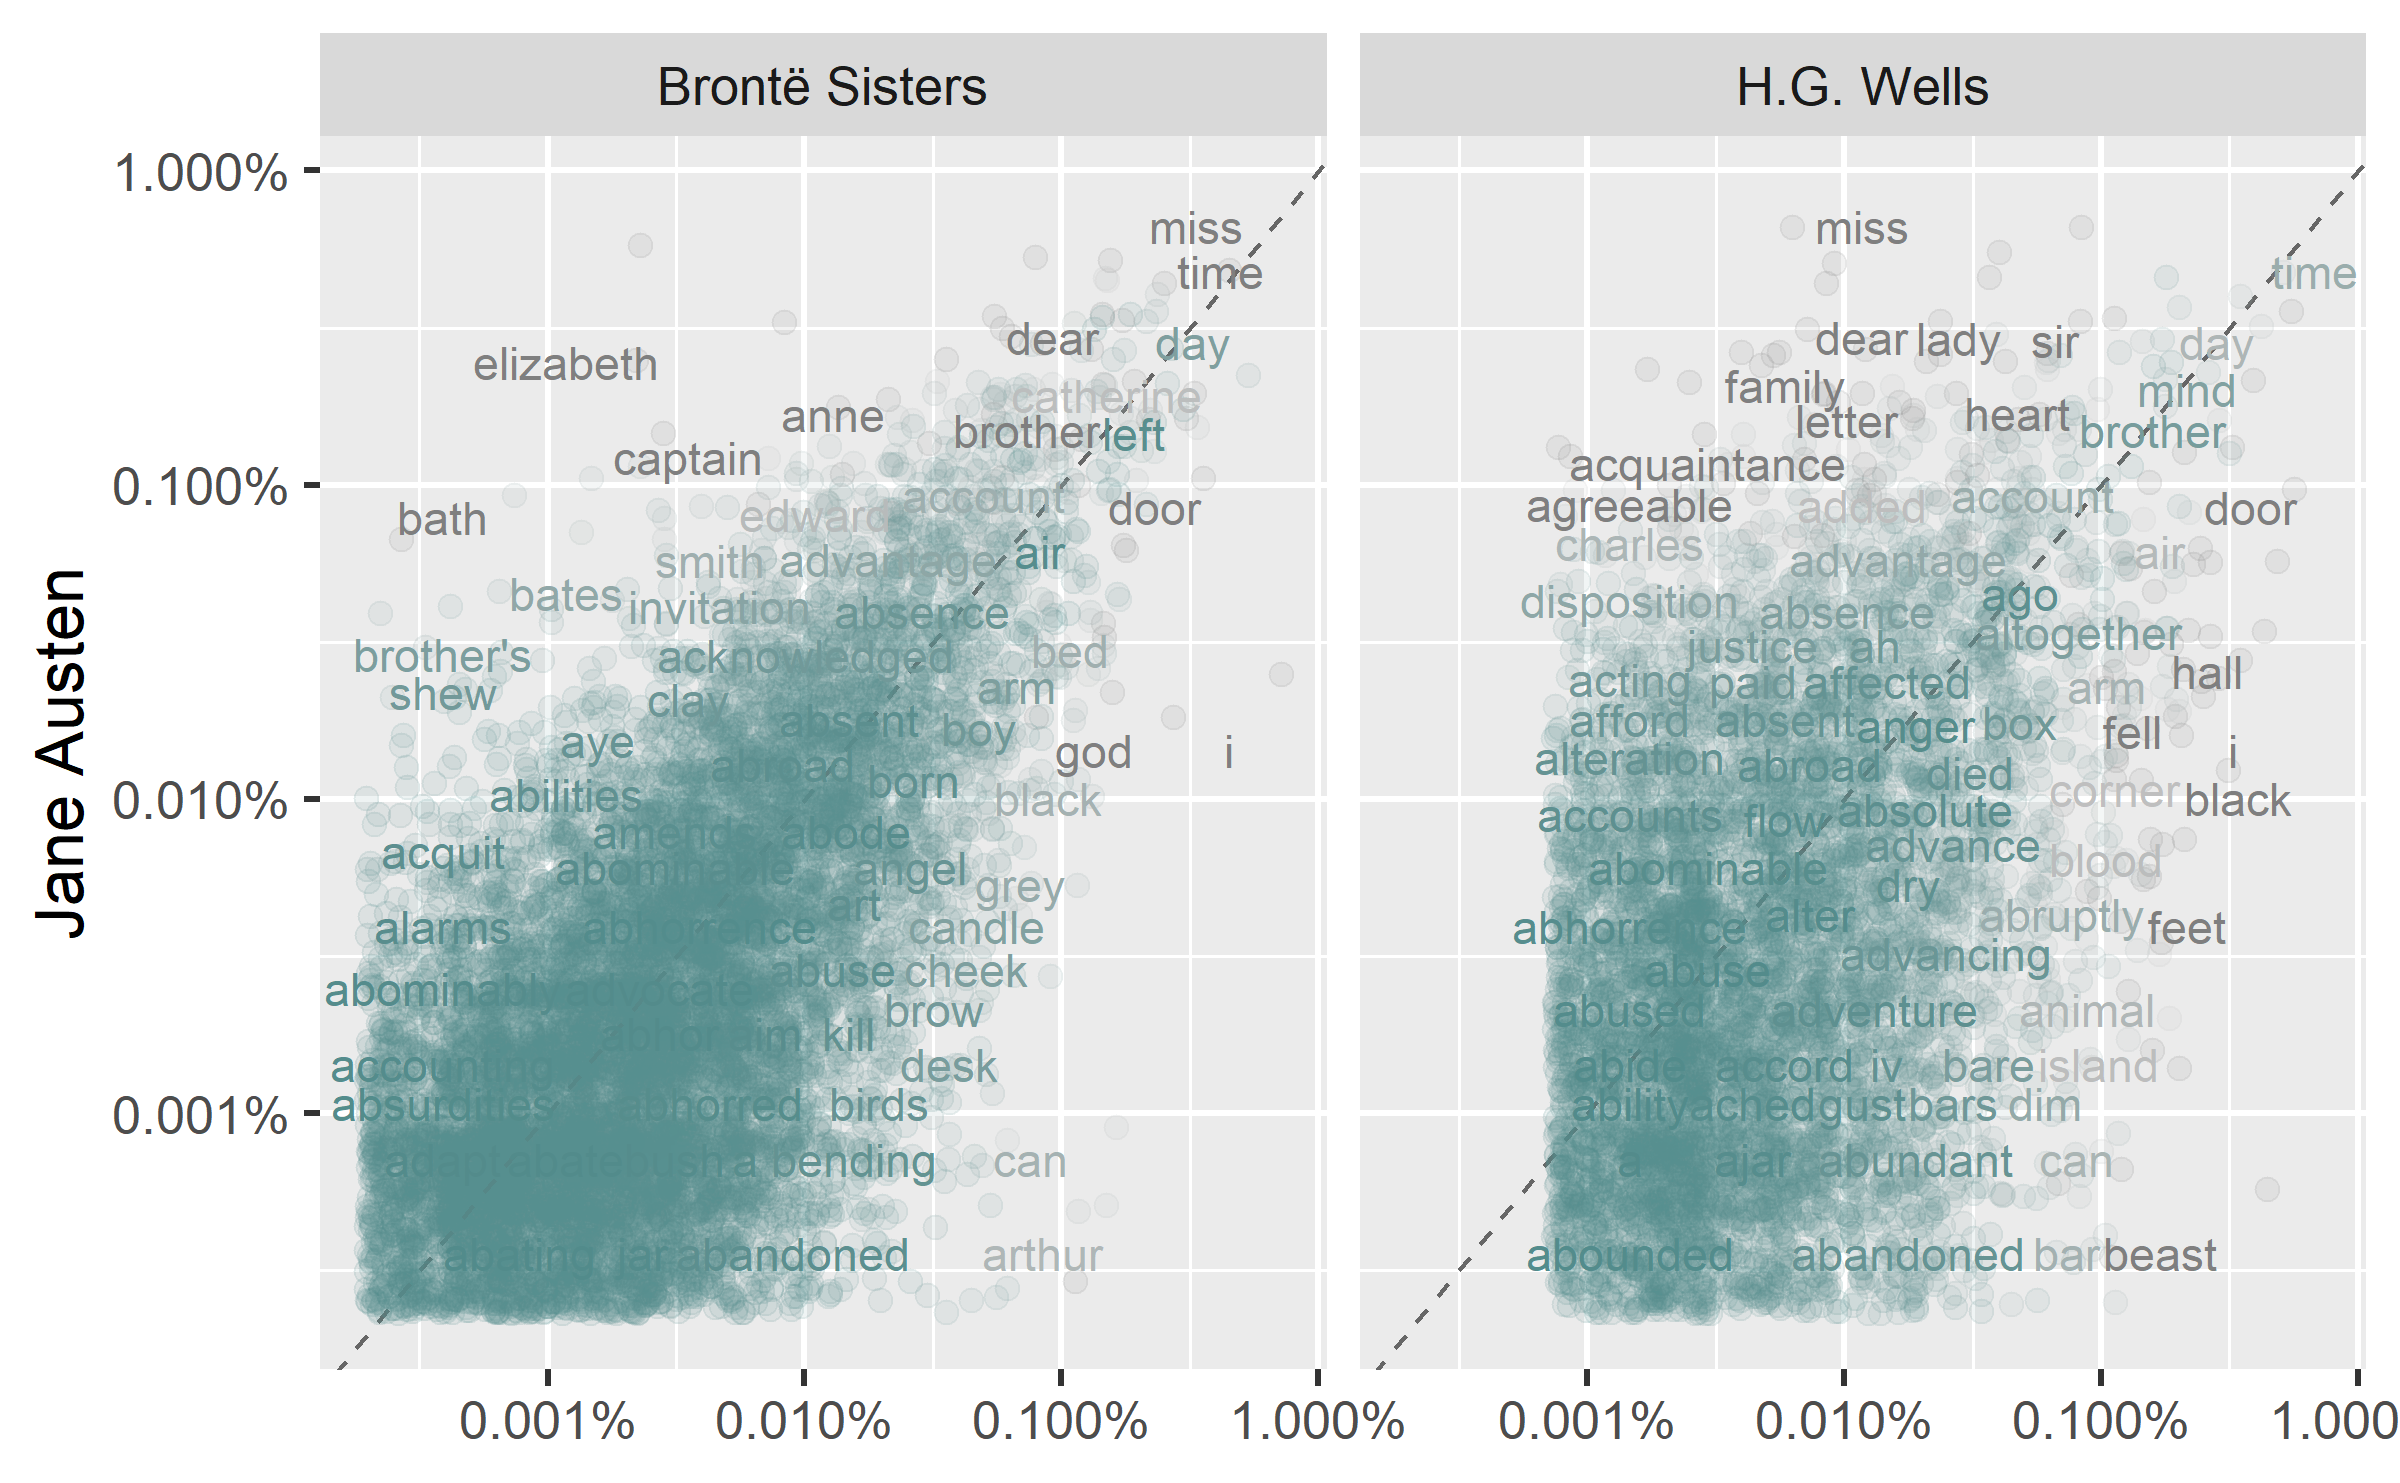 Brontë Sisters H.G. Wells
Jane Austen
1.000%
miss miss
time time
dear day dear lady sir day
elizabeth
catherine family mind
anne brother left letter heart brother
captain acquaintance
0.100%
bath edward account door agreeable added account door
smith advantage air charles advantage air
bates invitation absence disposition absence ago
brother's acknowledged bed justice ah altogether
shew clay arm acting paid affected arm hall
aye absent boy afford absent anger box fell
abroad born god i alteration abroad died i
0.010%
abilities black corner black
amends abode accounts flow absolute
acquit abominable angel abominable advance blood
art grey dry
alarms abhorrence candle abhorrence alter abruptly feet
abominably advocate abuse cheek abuse advancing
abhor aim kill brow abused adventure animal
accounting desk abide accord iv bare island
0.001%
absurdities abhorred birds ability ached gust bars dim
adapt abate bush a bending can a ajar abundant can
abating jar abandoned arthur abounded abandoned bar beast
0.001% 0.010% 0.100% 1.000% 0.001% 0.010% 0.100% 1.000